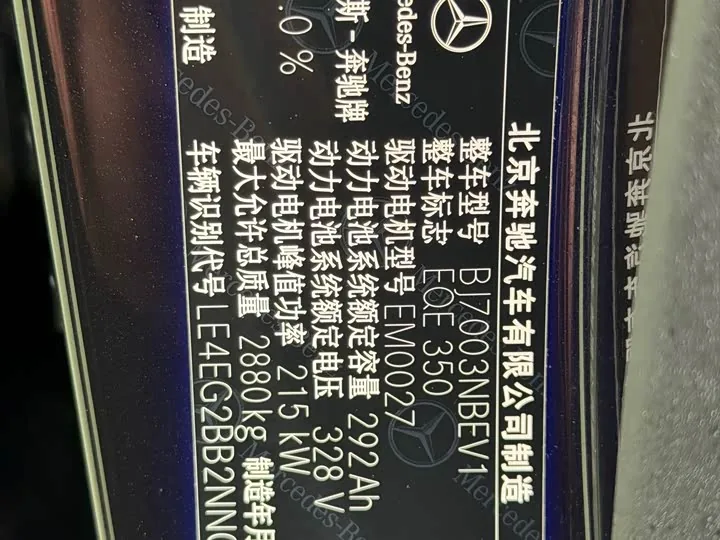 北京奔驰汽车有限公司制造
Mercedes-Benz
整车型号 BJ7003NBEV1
整车标志 EQE 350
斯-奔驰牌
驱动电机型号 EM0027
动力电池系统额定容量 292Ah
动力电池系统额定电压 328 V
.0 %
驱动电机峰值功率 215 kW
最大允许总质量 2880kg 制造年月
制造
车辆识别代号 LE4EG2BB2NN